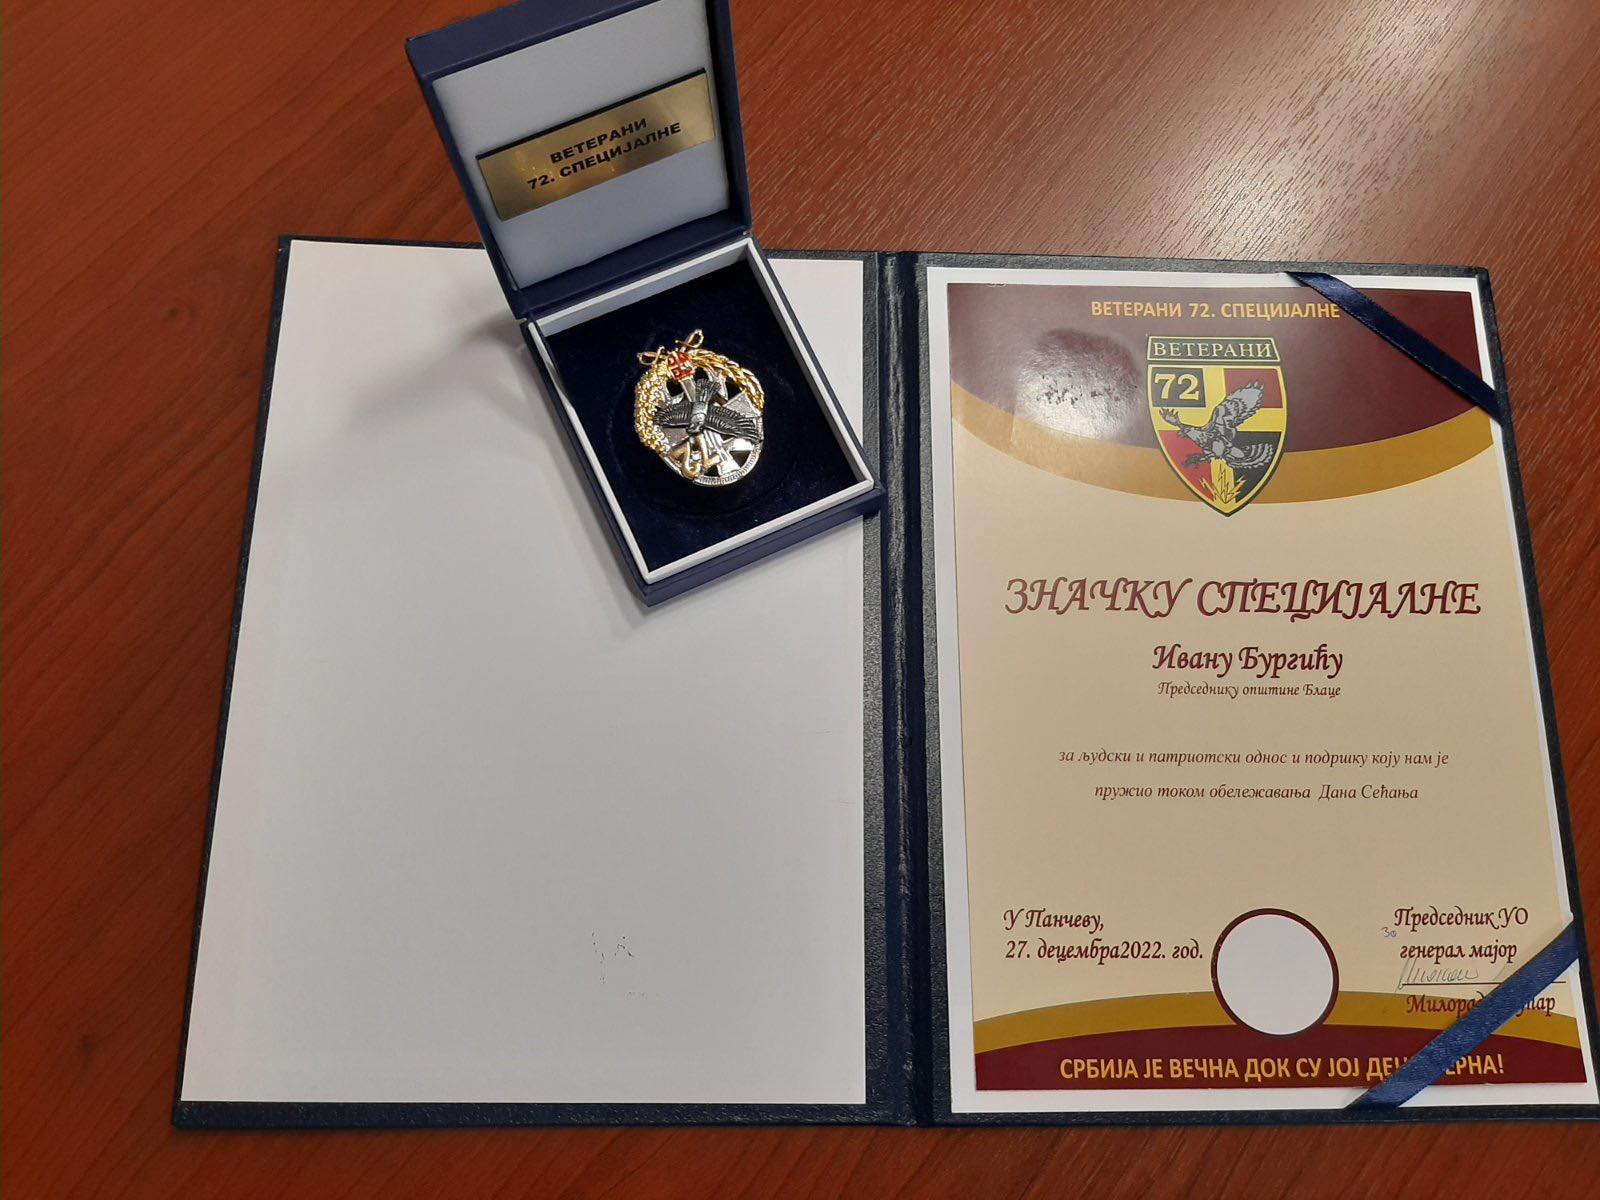 ВЕТЕРАНИ
72. СПЕЦИЈАЛНЕ
72
ВЕТЕРАНИ 72. СПЕЦИЈАЛНЕ
ВЕТЕРАНИ
72
ЗНАЧКУ СПЕЦИЈАЛНЕ
Ивану Бургићу
Председнику општине Блаце
за људски и патриотски однос и подршку коју нам је
пружио током обележавања Дана Сећања
У Панчеву,
27. децембра2022. год.
Председник УО
За
генерал мајор
СРБИЈА ЈЕ ВЕЧНА ДОК СУ ЈОЈ